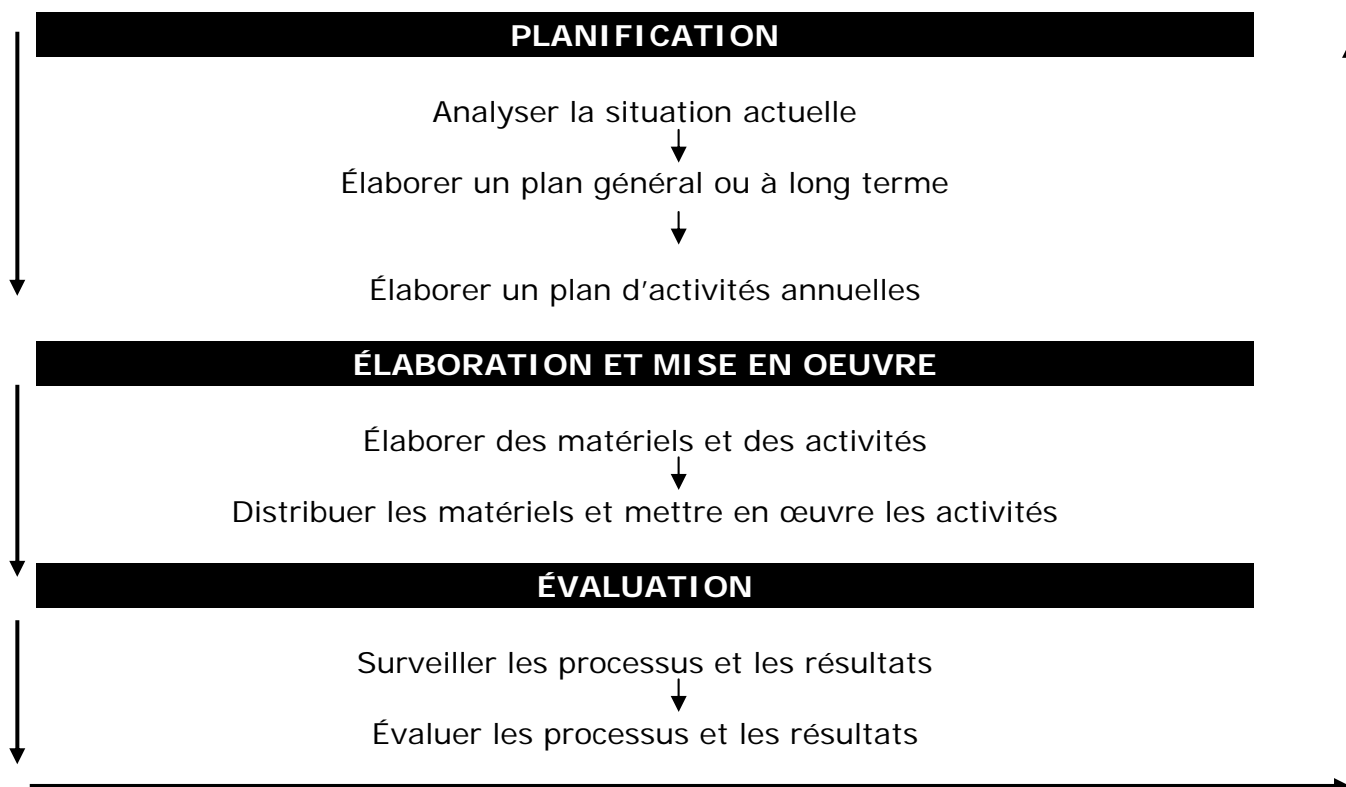 PLANIFICATION
Analyser la situation actuelle
Élaborer un plan général ou à long terme
Élaborer un plan d'activités annuelles
ÉLABORATION ET MISE EN OEUVRE
Élaborer des matériels et des activités
Distribuer les matériels et mettre en œuvre les activités
ÉVALUATION
Surveiller les processus et les résultats
Évaluer les processus et les résultats